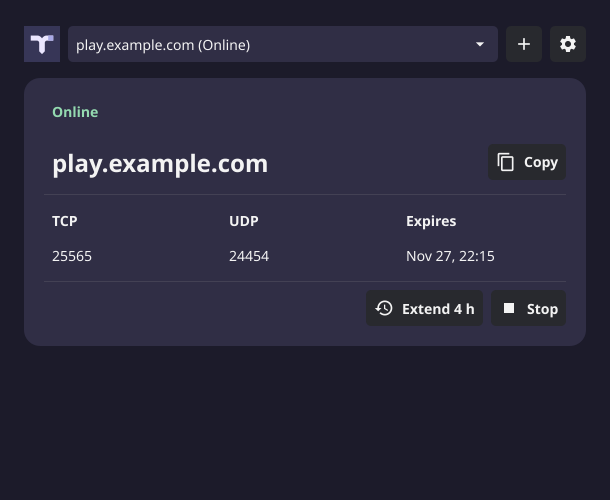 play.example.com (Online)
Online
play.example.com
Copy
TCP UDP Expires
25565 24454 Nov 27, 22:15
Extend 4 h Stop